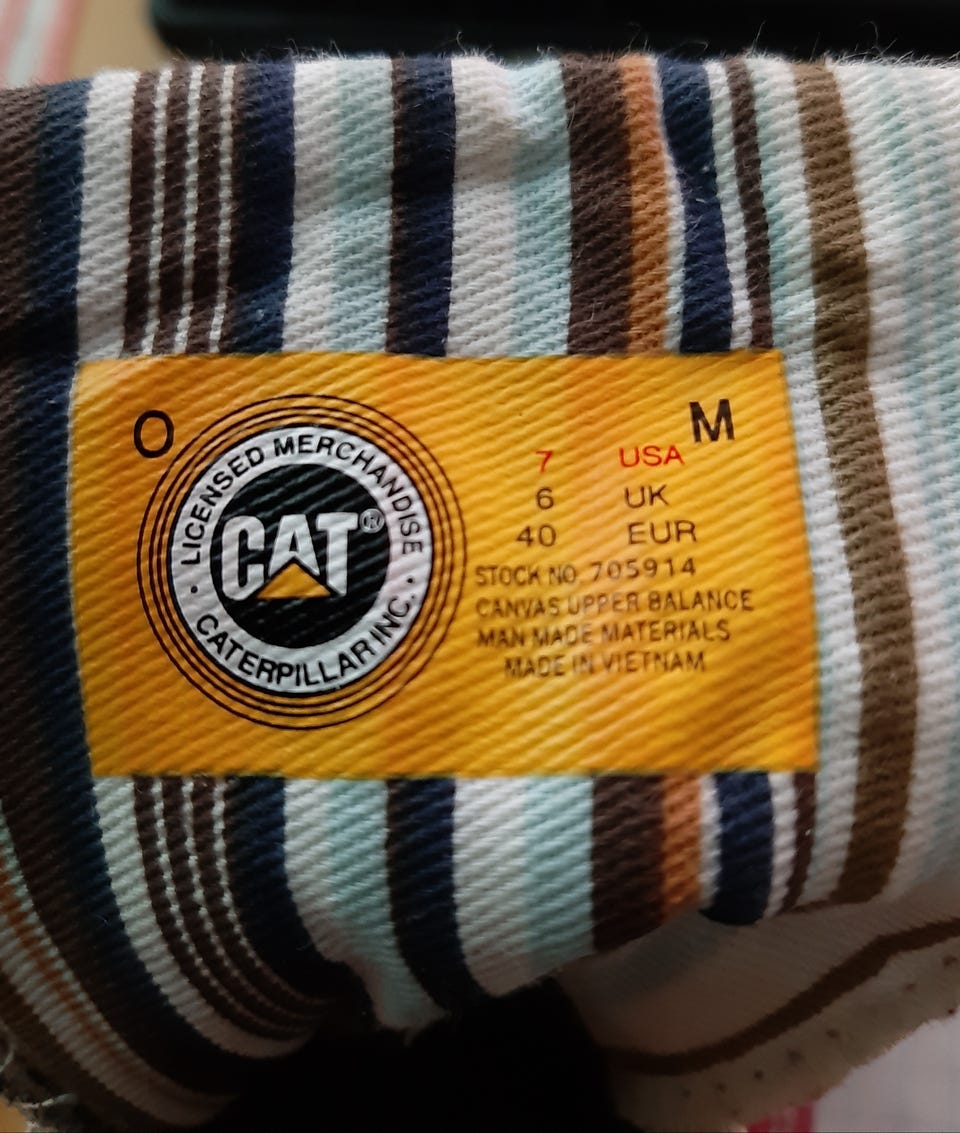 O
M
LICENSED MERCHANDISE
CAT®
· CATERPILLAR INC. ·
7 USA
6 UK
40 EUR
STOCK NO. 705914
CANVAS UPPER BALANCE
MAN MADE MATERIALS
MADE IN VIETNAM